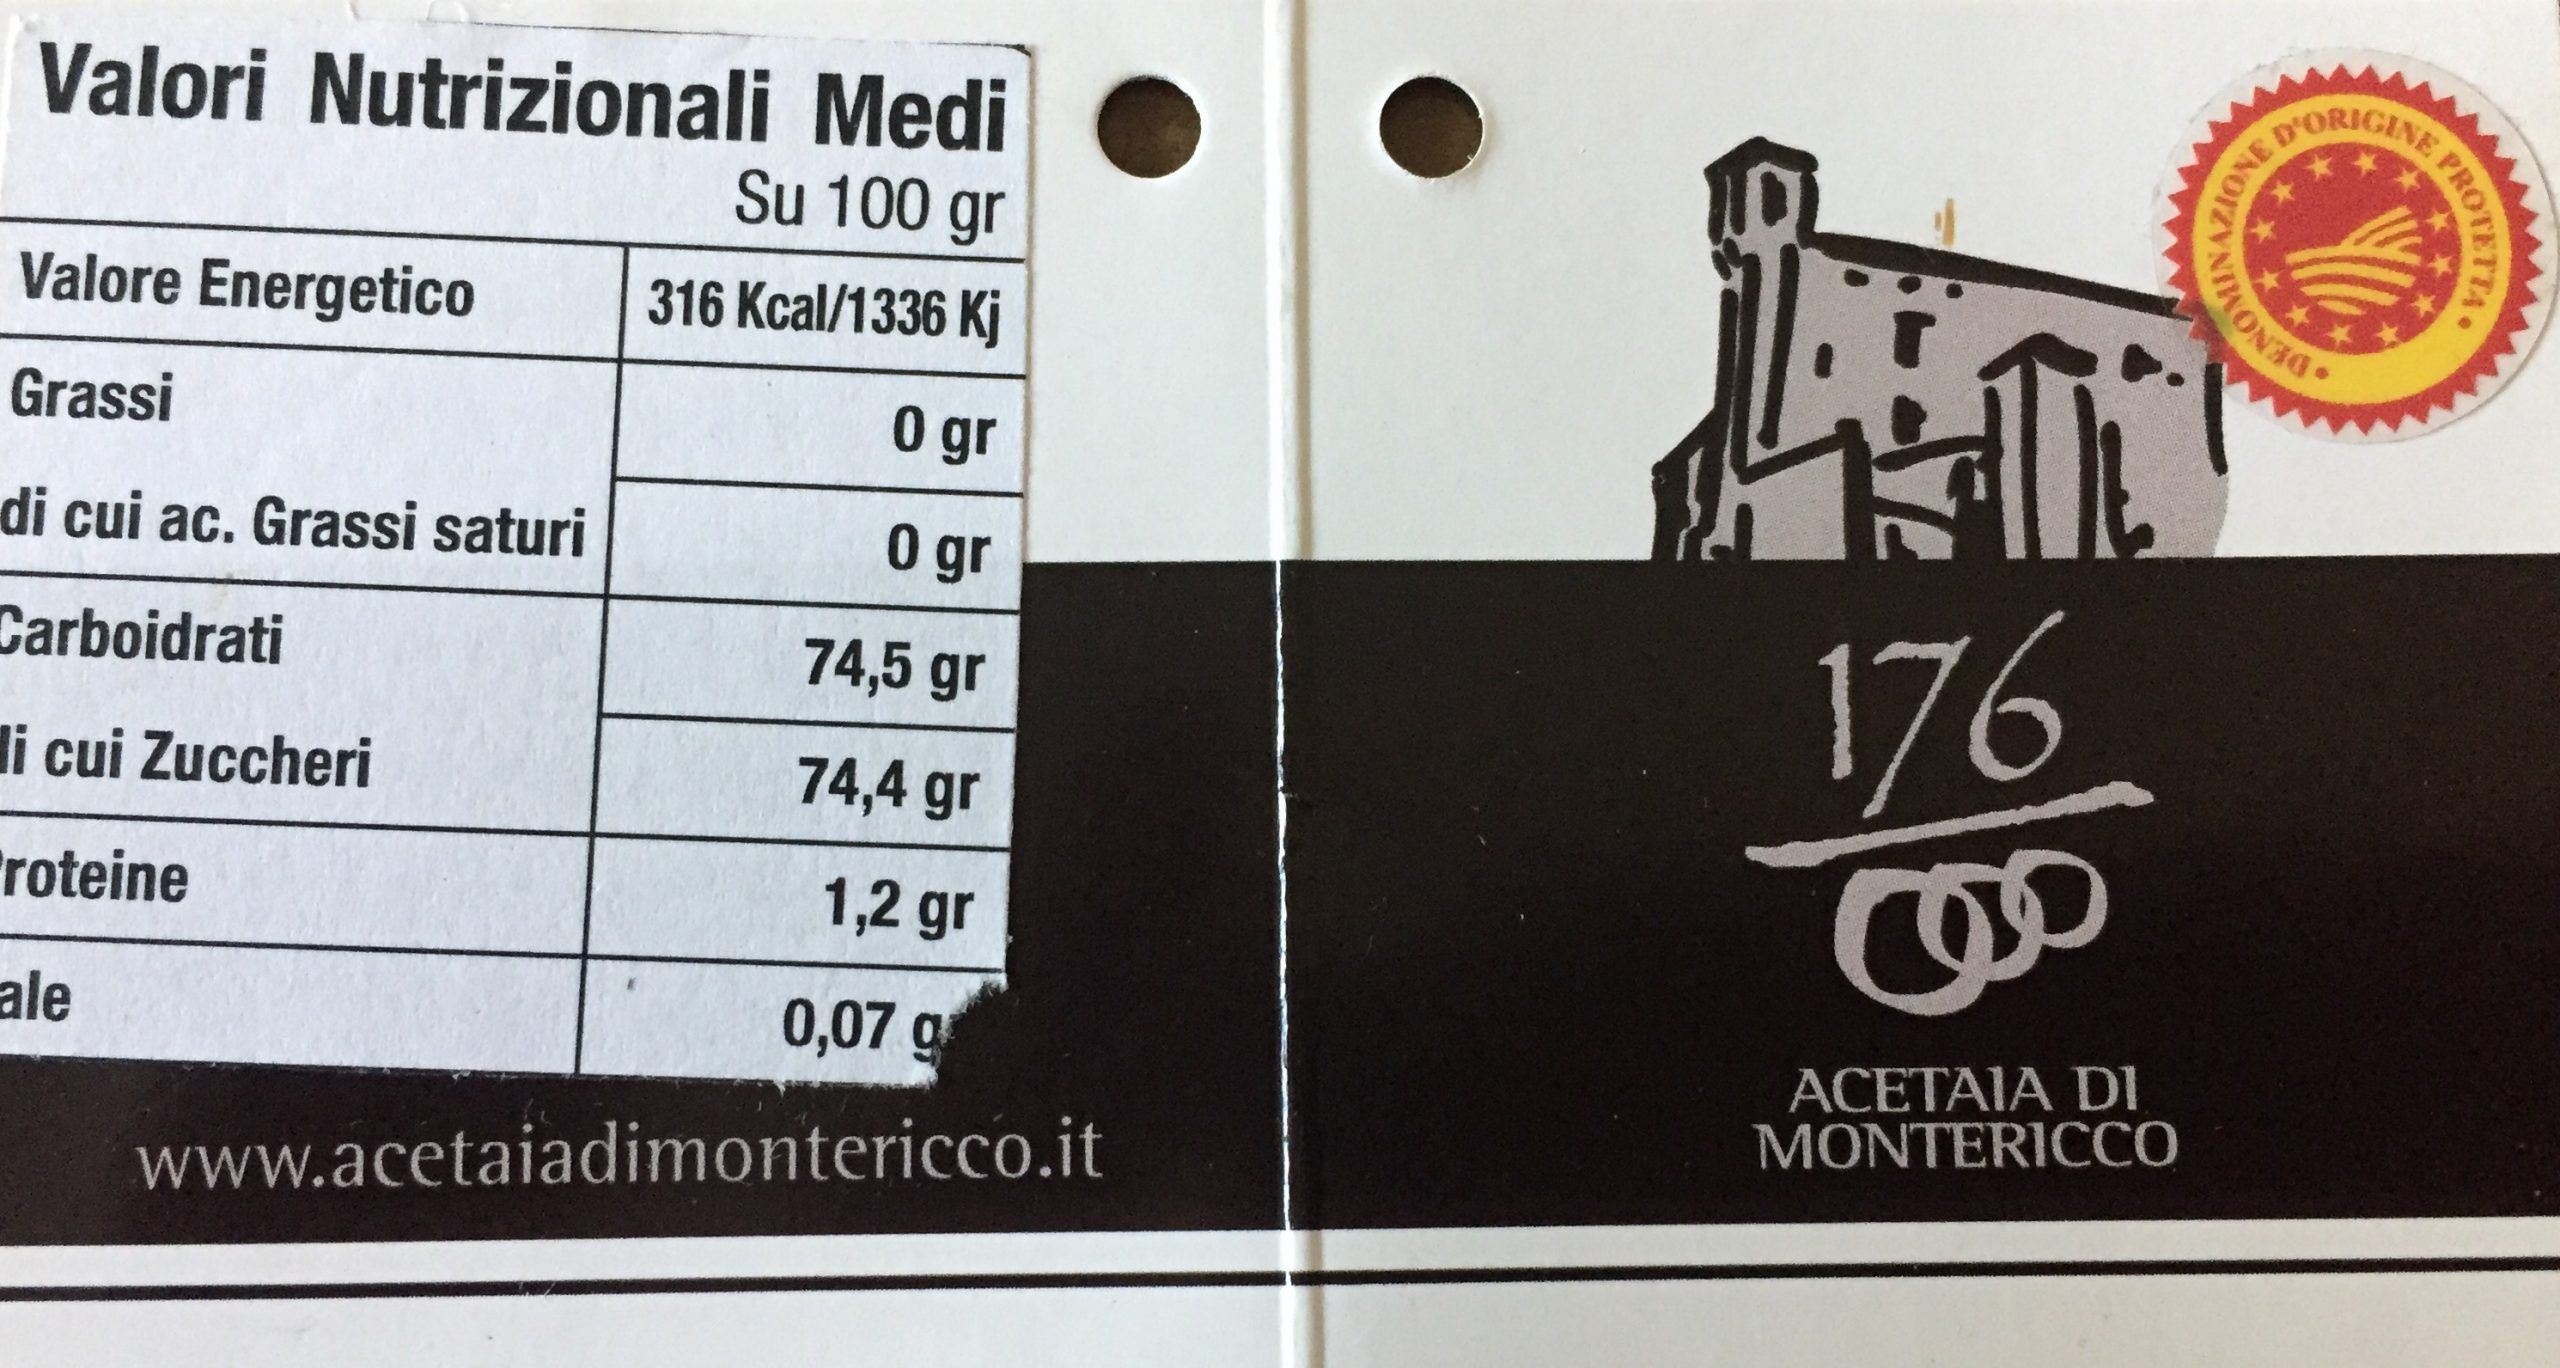 Valori Nutrizionali Medi
Su 100 gr
Valore Energetico 316 Kcal/1336 Kj
Grassi 0 gr
di cui ac. Grassi saturi 0 gr
Carboidrati 74,5 gr
di cui Zuccheri 74,4 gr
Proteine 1,2 gr
ale 0,07 g
www.acetaiadimontericco.it
• DENOMINAZIONE D'ORIGINE PROTETTA •
176
ACETAIA DI
MONTERICCO